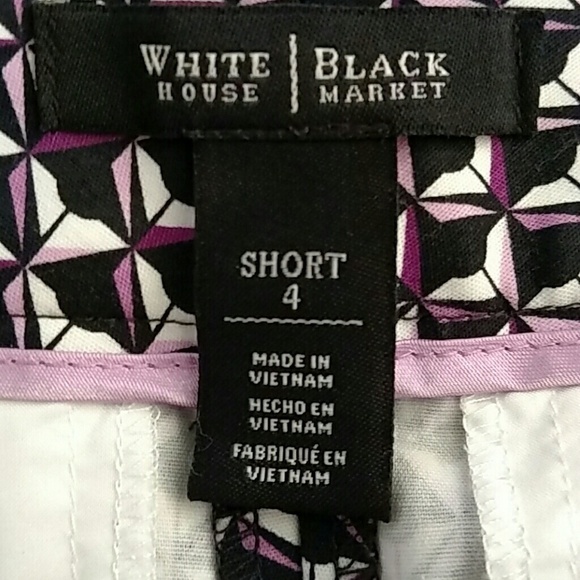 WHITE | BLACK
HOUSE | MARKET
SHORT
4
MADE IN
VIETNAM
HECHO EN
VIETNAM
FABRIQUÉ EN
VIETNAM